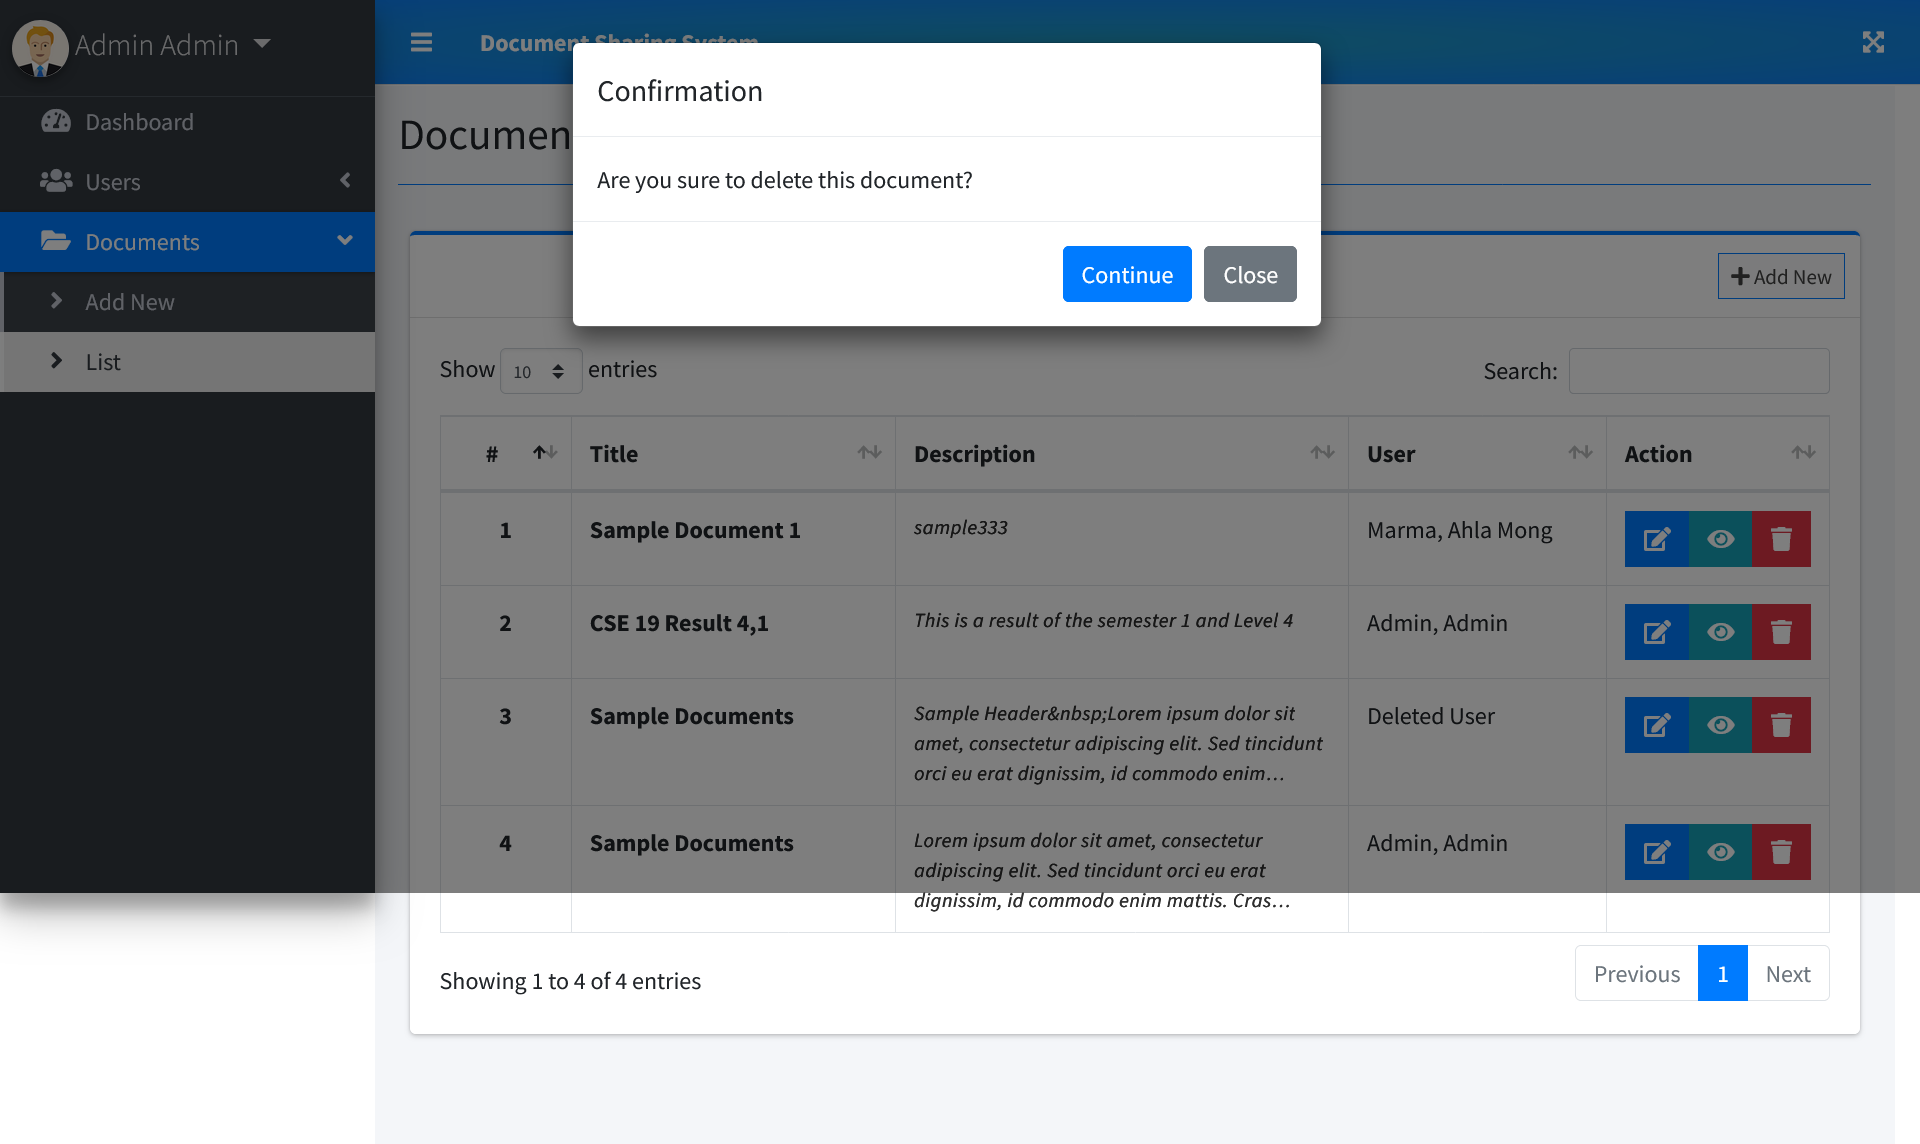 Admin Admin
Dashboard
Users
Documents
Add New
List
Document Sharing System
Documen
Confirmation
Are you sure to delete this document?
Continue Close
Add New
Show 10 entries
Search:
# Title Description User Action
1 Sample Document 1 sample333 Marma, Ahla Mong
2 CSE 19 Result 4,1 This is a result of the semester 1 and Level 4 Admin, Admin
3 Sample Documents Sample Header&nbsp;Lorem ipsum dolor sit Deleted User
amet, consectetur adipiscing elit. Sed tincidunt
orci eu erat dignissim, id commodo enim...
4 Sample Documents Lorem ipsum dolor sit amet, consectetur Admin, Admin
adipiscing elit. Sed tincidunt orci eu erat
dignissim, id commodo enim mattis. Cras...
Showing 1 to 4 of 4 entries
Previous 1 Next